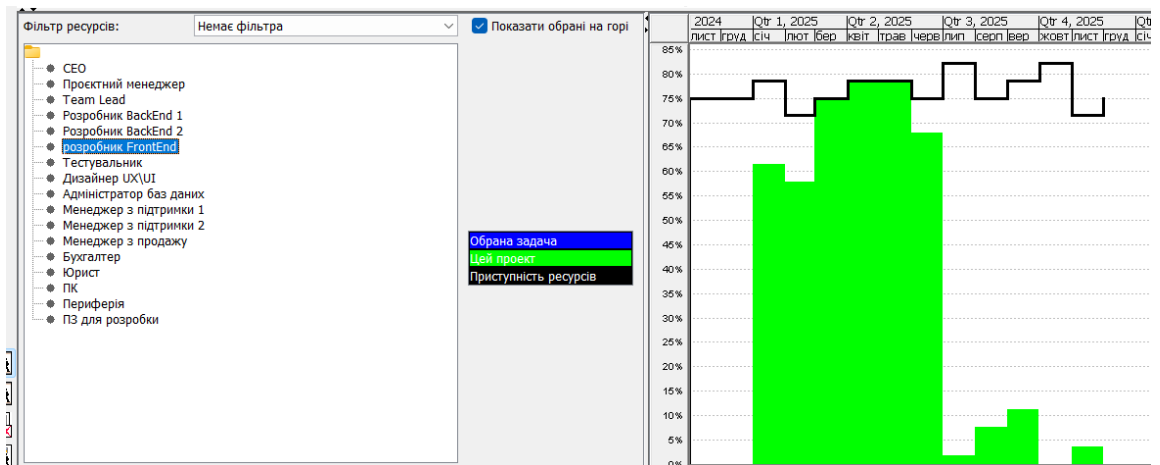 Фільтр ресурсів: Немає фільтра Показати обрані на горі
CEO
Проєктний менеджер
Team Lead
Розробник BackEnd 1
Розробник BackEnd 2
розробник FrontEnd
Тестувальник
Дизайнер UX\UI
Адміністратор баз даних
Менеджер з підтримки 1
Менеджер з підтримки 2
Менеджер з продажу
Бухгалтер
Юрист
ПК
Периферія
ПЗ для розробки
Обрана задача
Цей проект
Приступність ресурсів
2024 Qtr 1, 2025 Qtr 2, 2025 Qtr 3, 2025 Qtr 4, 2025 Qt
лист груд січ лют бер квіт трав черв лип серп вер жовт лист груд січ
85%
80%
75%
70%
65%
60%
55%
50%
45%
40%
35%
30%
25%
20%
15%
10%
5%
0%